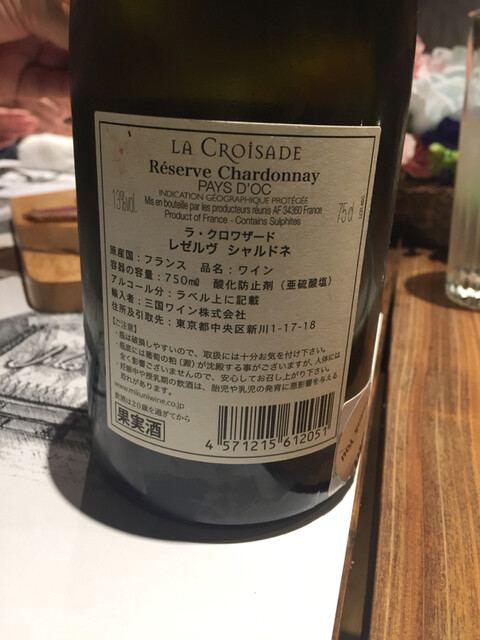 LA CROISADE
Réserve Chardonnay
PAYS D'OC
INDICATION GÉOGRAPHIQUE PROTÉGÉE
13%vol.
Mis en bouteille par les producteurs réunis AF 34360 France
75cl
Product of France - Contains Sulphites
ラ・クロワザード
レゼルヴ シャルドネ
原産国：フランス 品名：ワイン
容器の容量：750ml 酸化防止剤（亜硫酸塩）
アルコール分：ラベル上に記載
輸入者：三国ワイン株式会社
住所及引取先：東京都中央区新川1-17-18
【ご注意】
・瓶は破損しやすいので、取扱には十分お気を付け下さい。
・瓶底には葡萄の粕（澱）が沈殿する事がございますが、人体には
全く影響ございませんので、安心してお召し上がり下さい。
・妊娠中や授乳期の飲酒は、胎児や乳児の発育に悪影響を与える
恐れがあります。
www.mikuniwine.co.jp
飲酒は20歳を過ぎてから
果実酒
4 571215 612051